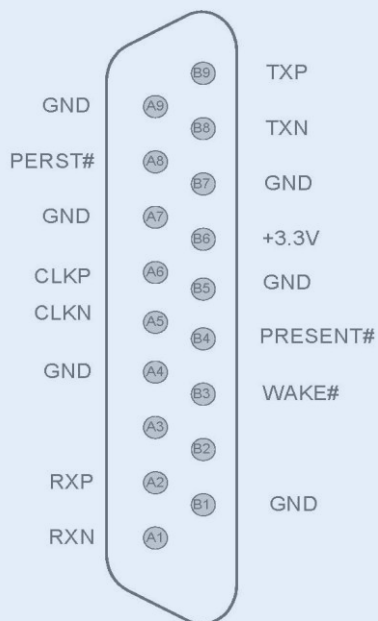 B9 TXP
GND A9
B8 TXN
PERST# A8
B7 GND
GND A7
B6 +3.3V
CLKP A6
B5 GND
CLKN A5
B4 PRESENT#
GND A4
B3 WAKE#
A3
B2
RXP A2
B1 GND
RXN A1